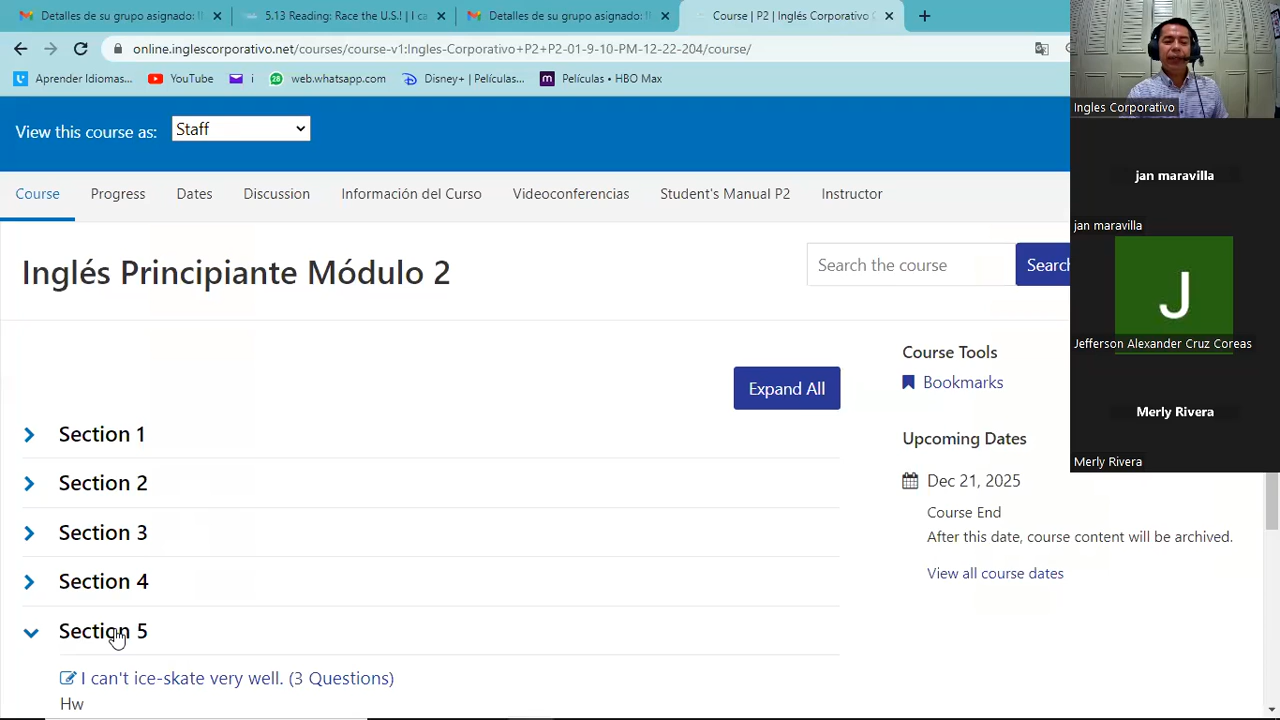 Detalles de su grupo asignado: !!
5.13 Reading: Race the U.S.! | I ca
Detalles de su grupo asignado: !!
Course | P2 | Inglés Corporativo
online.inglescorporativo.net/courses/course-v1:Ingles-Corporativo+P2+P2-01-9-10-PM-12-22-204/course/
Aprender Idiomas...
YouTube
i
web.whatsapp.com
Disney+ | Películas,...
Películas • HBO Max
Ingles Corporativo
View this course as:
Staff
jan maravilla
jan maravilla
Course
Progress
Dates
Discussion
Información del Curso
Videoconferencias
Student's Manual P2
Instructor
Inglés Principiante Módulo 2
Search the course
Search
J
Jefferson Alexander Cruz Coreas
Course Tools
Bookmarks
Expand All
Merly Rivera
Merly Rivera
Section 1
Upcoming Dates
Section 2
Dec 21, 2025
Course End
Section 3
After this date, course content will be archived.
Section 4
View all course dates
Section 5
I can't ice-skate very well. (3 Questions)
Hw